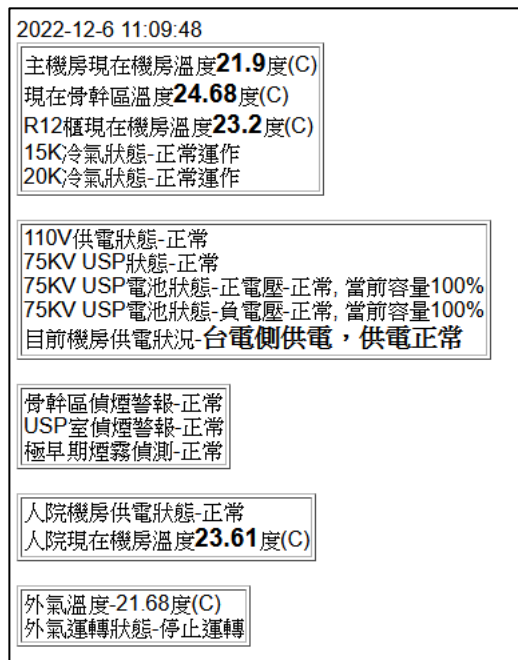 2022-12-6 11:09:48
主機房現在機房溫度21.9度(C)
現在骨幹區溫度24.68度(C)
R12櫃現在機房溫度23.2度(C)
15K冷氣狀態-正常運作
20K冷氣狀態-正常運作
110V供電狀態-正常
75KV USP狀態-正常
75KV USP電池狀態-正電壓-正常, 當前容量100%
75KV USP電池狀態-負電壓-正常, 當前容量100%
目前機房供電狀況-台電側供電，供電正常
骨幹區偵煙警報-正常
USP室偵煙警報-正常
極早期煙霧偵測-正常
人院機房供電狀態-正常
人院現在機房溫度23.61度(C)
外氣溫度-21.68度(C)
外氣運轉狀態-停止運轉